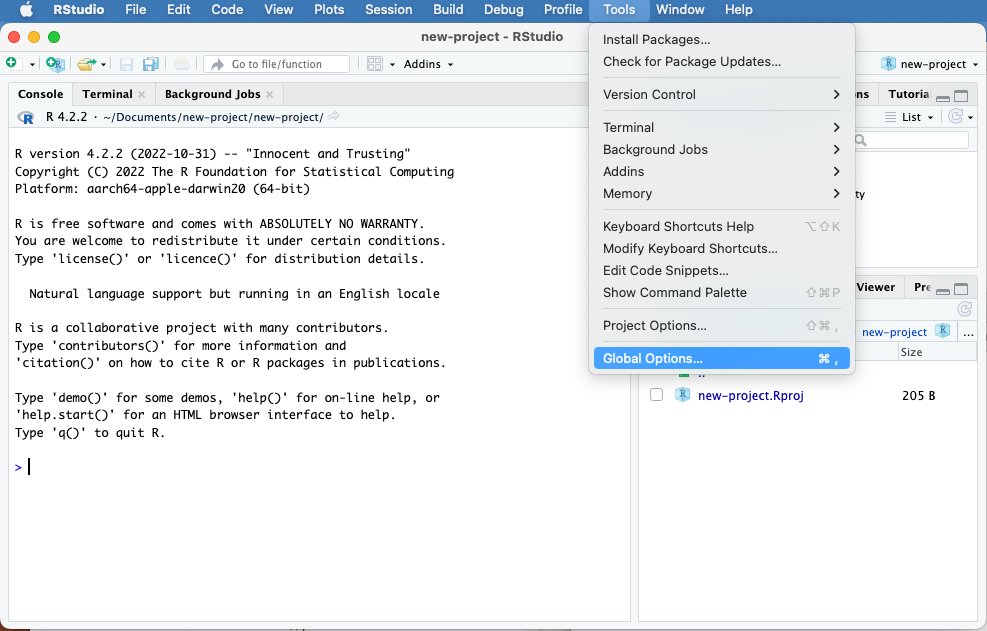 RStudio File Edit Code View Plots Session Build Debug Profile Tools Window Help
new-project - RStudio
Go to file/function
Addins
new-project
Console Terminal Background Jobs
R 4.2.2 · ~/Documents/new-project/new-project/
R version 4.2.2 (2022-10-31) -- "Innocent and Trusting"
Copyright (C) 2022 The R Foundation for Statistical Computing
Platform: aarch64-apple-darwin20 (64-bit)
R is free software and comes with ABSOLUTELY NO WARRANTY.
You are welcome to redistribute it under certain conditions.
Type 'license()' or 'licence()' for distribution details.
Natural language support but running in an English locale
R is a collaborative project with many contributors.
Type 'contributors()' for more information and
'citation()' on how to cite R or R packages in publications.
Type 'demo()' for some demos, 'help()' for on-line help, or
'help.start()' for an HTML browser interface to help.
Type 'q()' to quit R.
>
Install Packages...
Check for Package Updates...
Version Control
Terminal
Background Jobs
Addins
Memory
Keyboard Shortcuts Help ⌥⇧K
Modify Keyboard Shortcuts...
Edit Code Snippets...
Show Command Palette ⇧⌘P
Project Options... ⇧⌘,
Global Options... ⌘,
ns Tutoria
List
ty
Viewer Pre
new-project ...
Size
..
new-project.Rproj 205 B